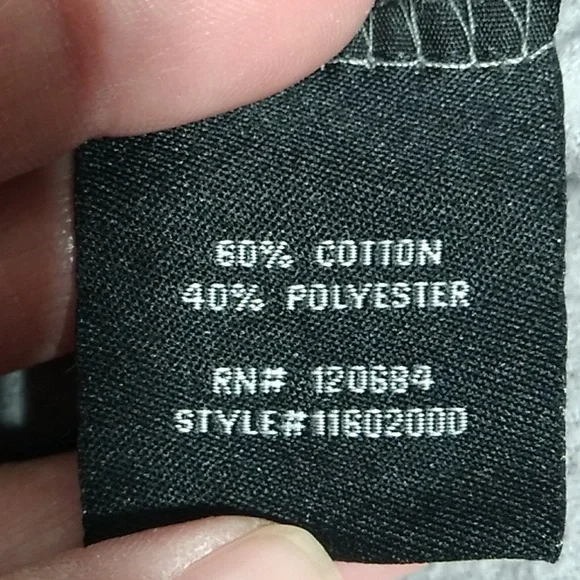 60% COTTON
40% POLYESTER
RN# 120684
STYLE#11602000